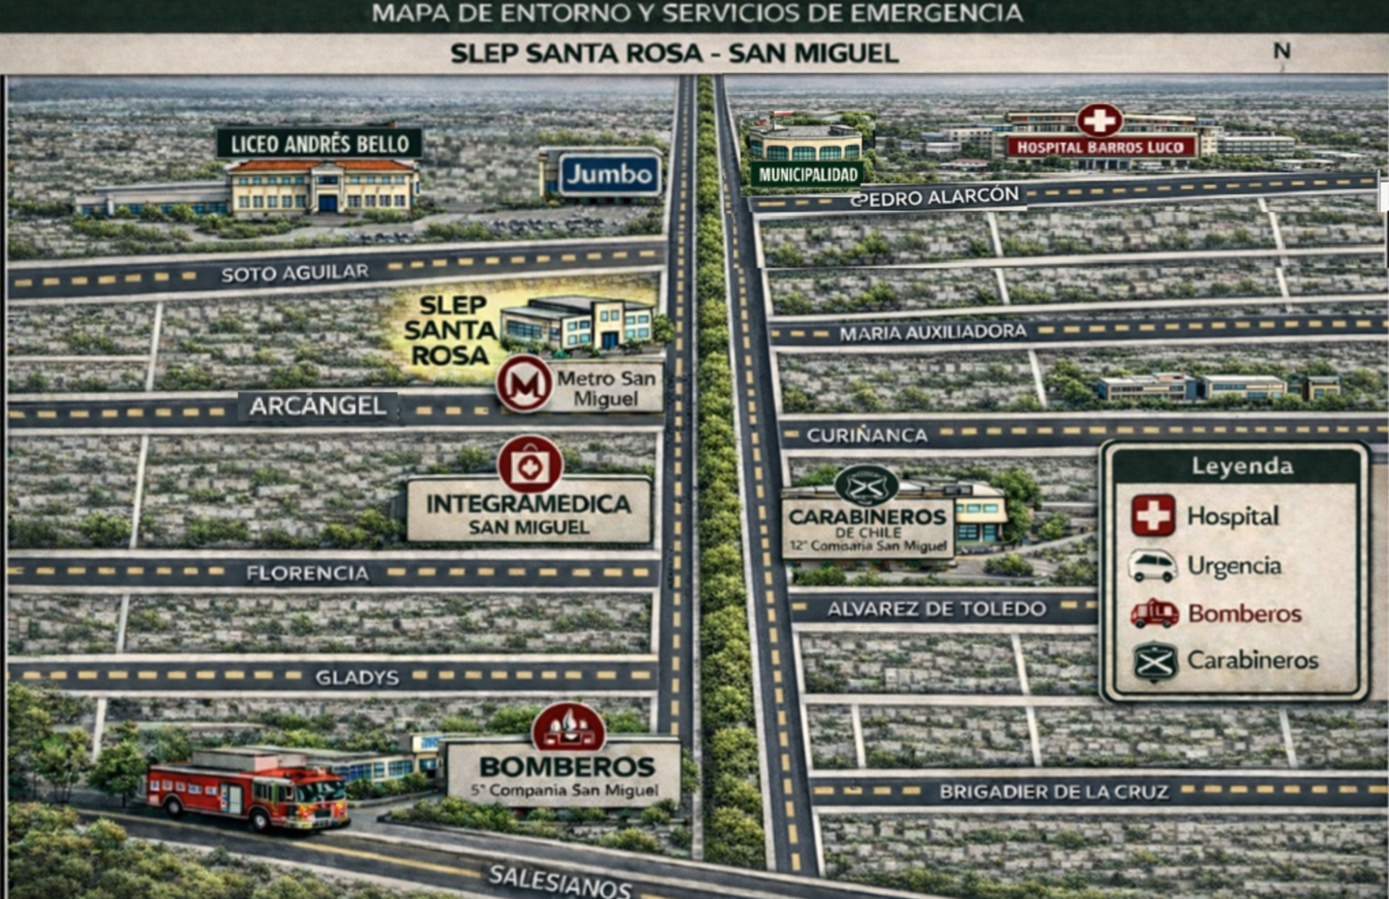 MAPA DE ENTORNO Y SERVICIOS DE EMERGENCIA
SLEP SANTA ROSA - SAN MIGUEL
N
LICEO ANDRÉS BELLO
Jumbo
MUNICIPALIDAD
HOSPITAL BARROS LUCO
PEDRO ALARCÓN
SOTO AGUILAR
SLEP
SANTA
ROSA
MARIA AUXILIADORA
M
Metro San
Miguel
ARCÁNGEL
CURIÑANCA
INTEGRAMEDICA
SAN MIGUEL
CARABINEROS
DE CHILE
12° Comparia San Miguel
Leyenda
Hospital
Urgencia
Bomberos
Carabineros
FLORENCIA
ALVAREZ DE TOLEDO
GLADYS
BOMBEROS
5° Compania San Miguel
BRIGADIER DE LA CRUZ
SALESIANOS